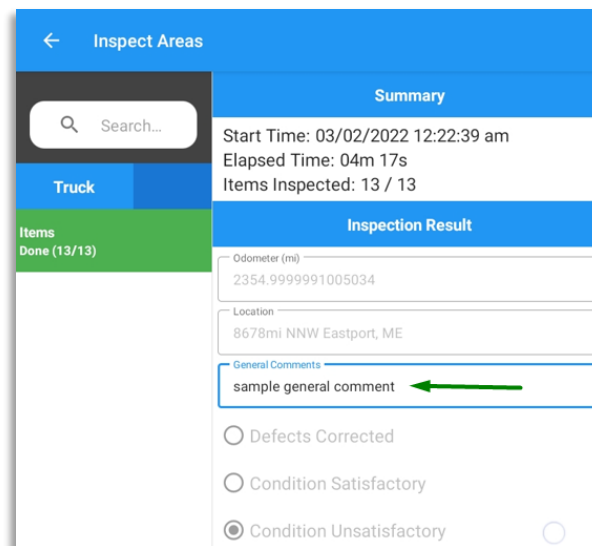 Inspect Areas
Search...
Truck
Items
Done (13/13)
Summary
Start Time: 03/02/2022 12:22:39 am
Elapsed Time: 04m 17s
Items Inspected: 13 / 13
Inspection Result
Odometer (mi)
2354.9999991005034
Location
8678mi NNW Eastport, ME
General Comments
sample general comment
Defects Corrected
Condition Satisfactory
Condition Unsatisfactory